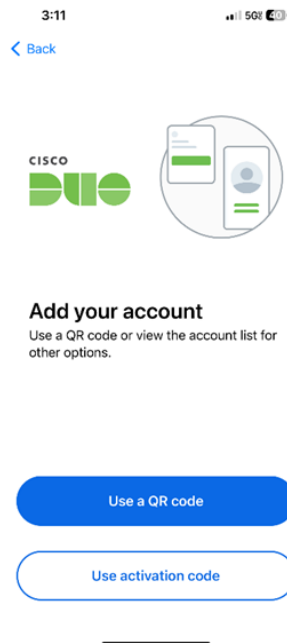 3:11
5G 40
Back
CISCO
DUO
Add your account
Use a QR code or view the account list for
other options.
Use a QR code
Use activation code